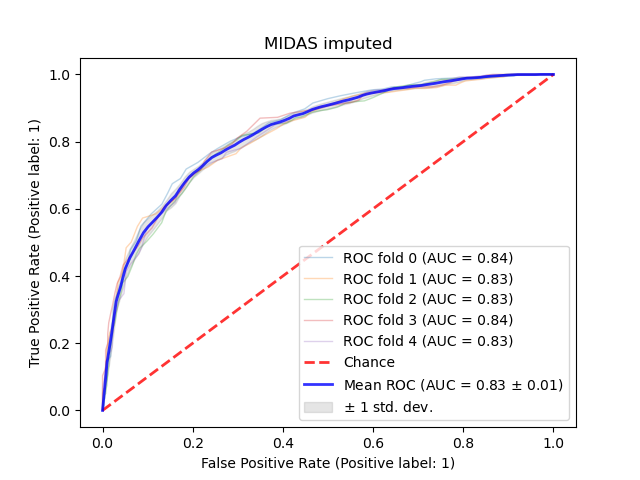 MIDAS imputed
1.0
0.8
0.6
0.4
0.2
0.0
True Positive Rate (Positive label: 1)
ROC fold 0 (AUC = 0.84)
ROC fold 1 (AUC = 0.83)
ROC fold 2 (AUC = 0.83)
ROC fold 3 (AUC = 0.84)
ROC fold 4 (AUC = 0.83)
Chance
Mean ROC (AUC = 0.83 ± 0.01)
± 1 std. dev.
0.0 0.2 0.4 0.6 0.8 1.0
False Positive Rate (Positive label: 1)